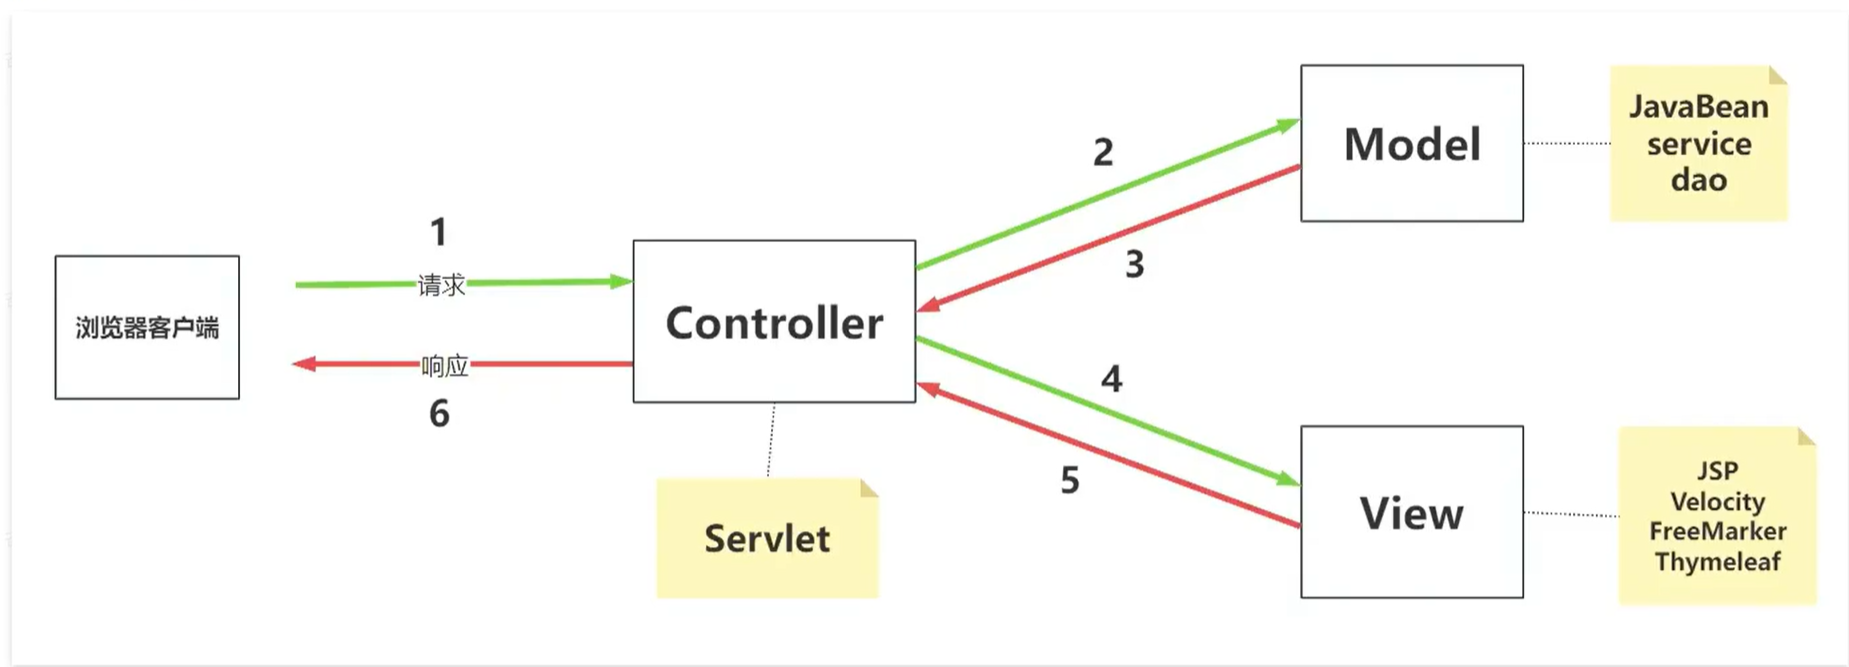 浏览器客户端
1
请求
响应
6
Controller
Servlet
2
3
4
5
Model
JavaBean
service
dao
View
JSP
Velocity
FreeMarker
Thymeleaf